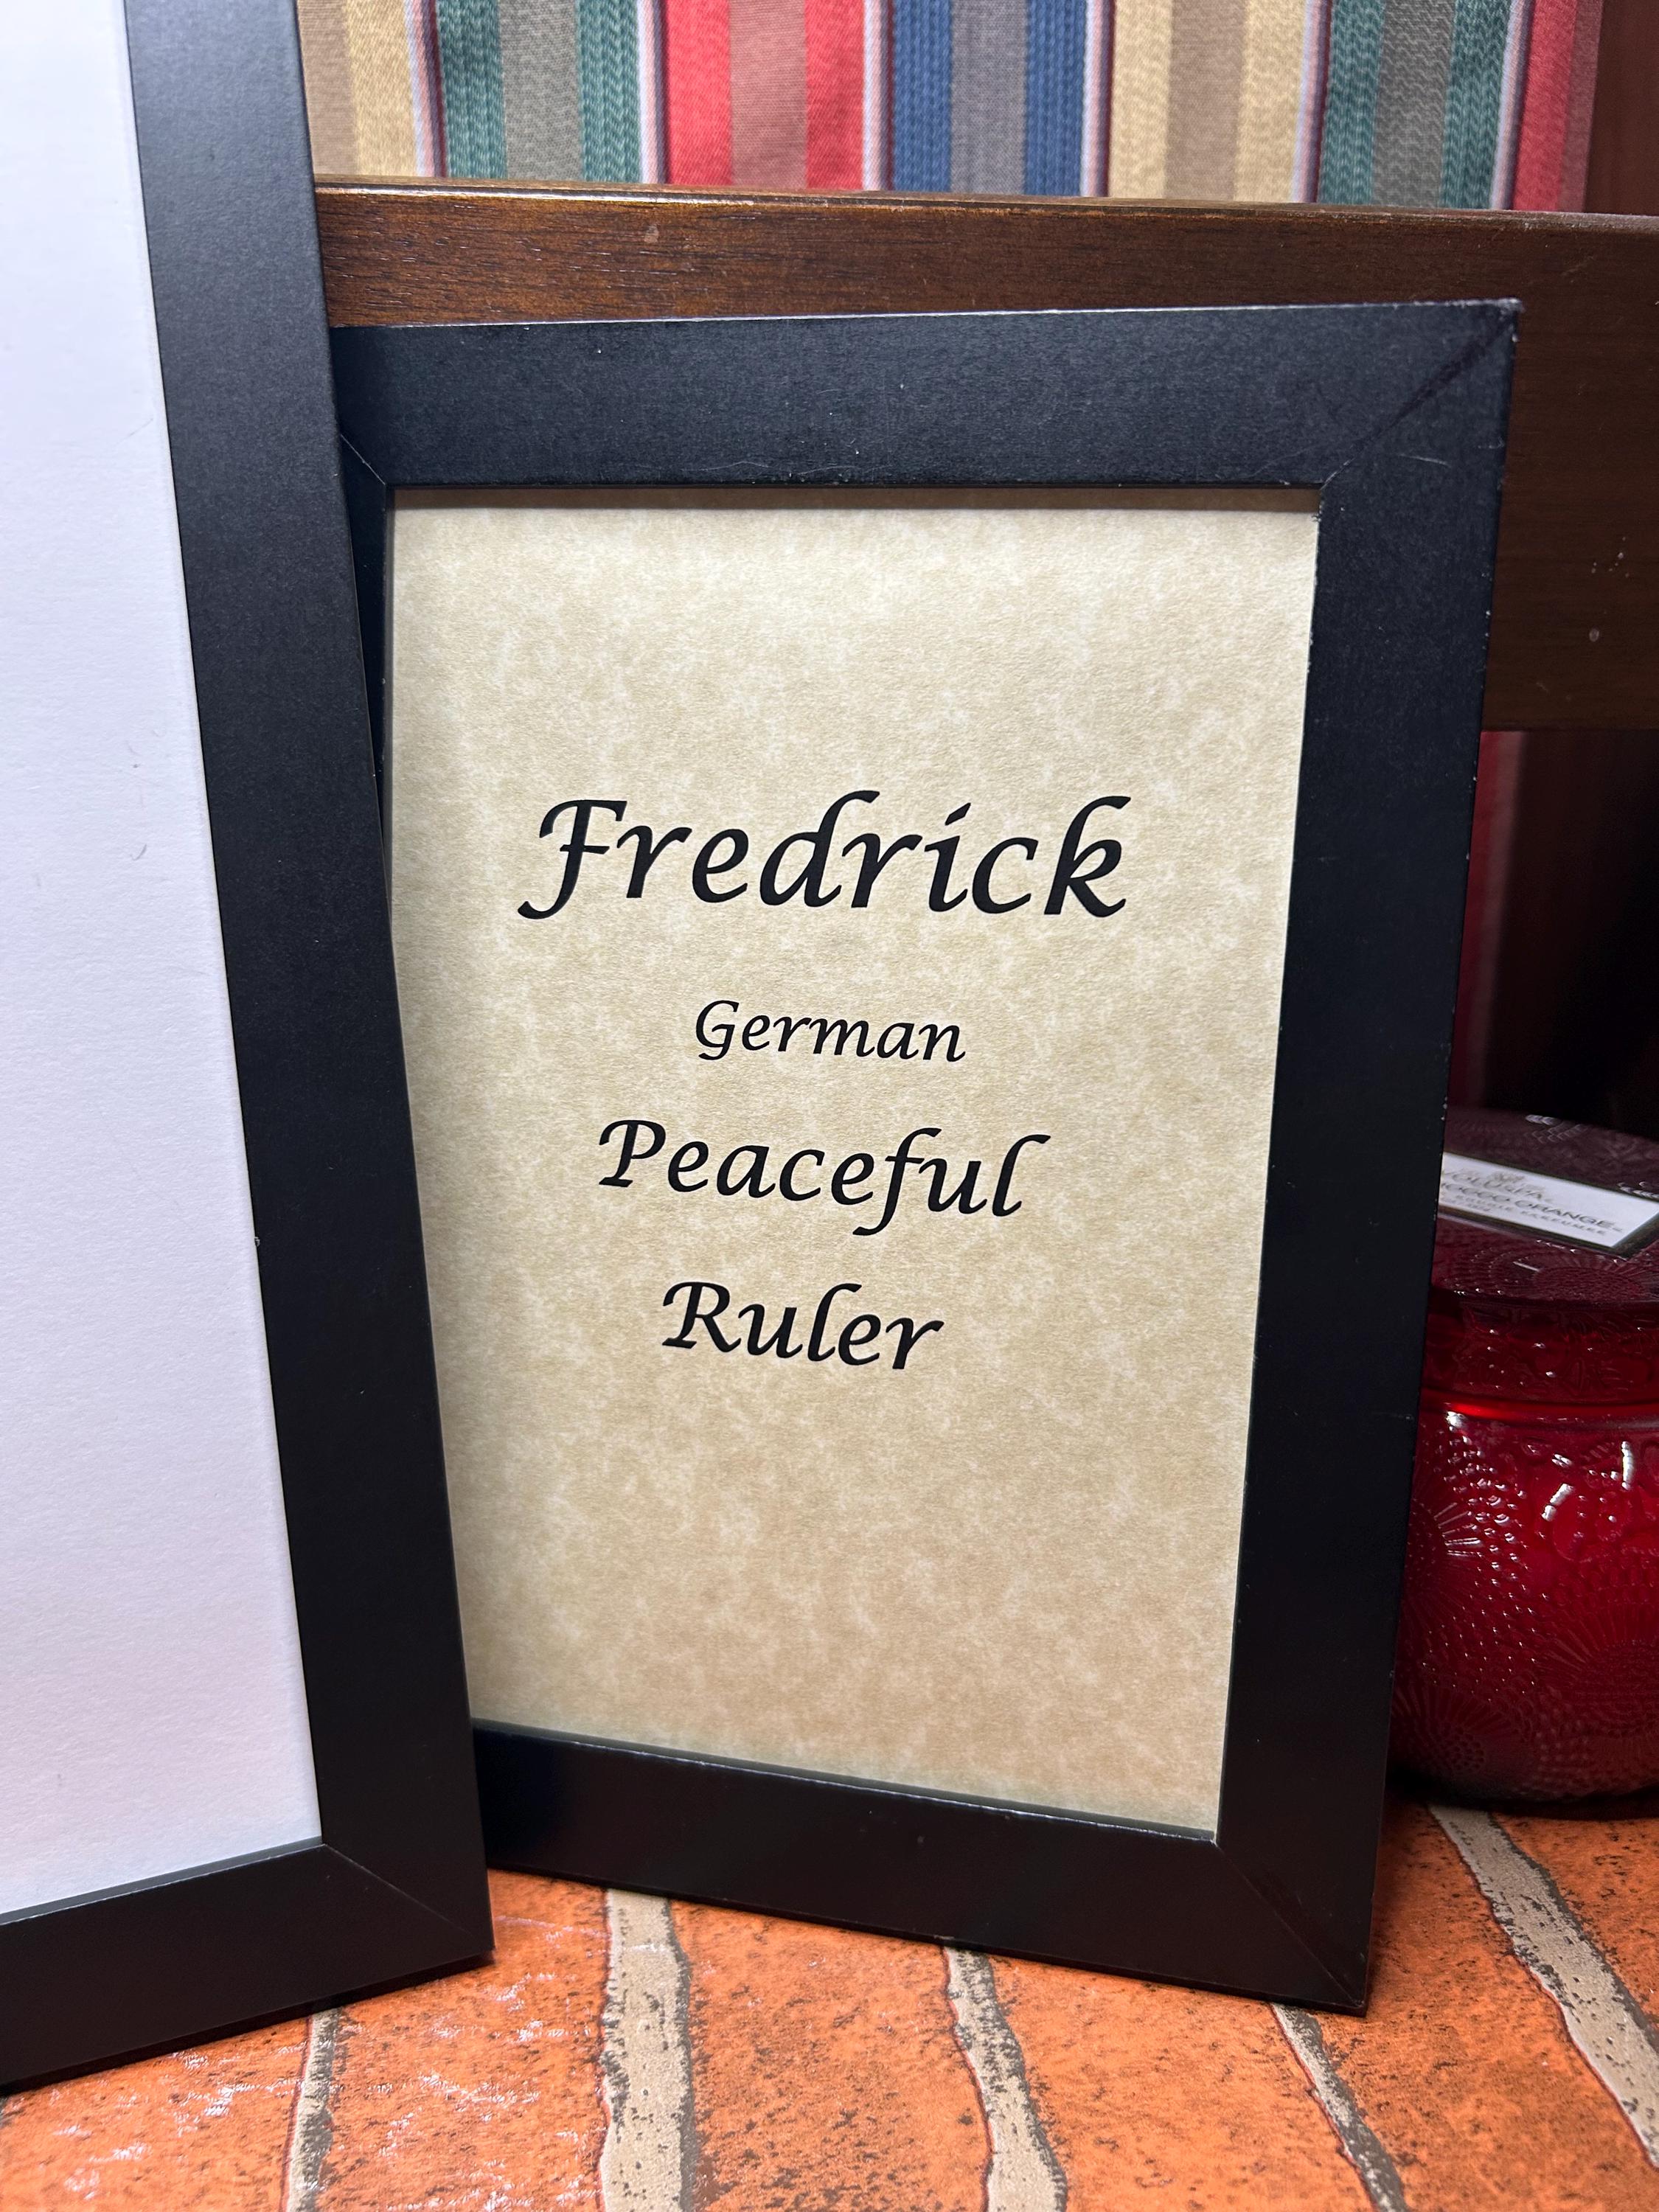 Fredrick
German
Peaceful
Ruler